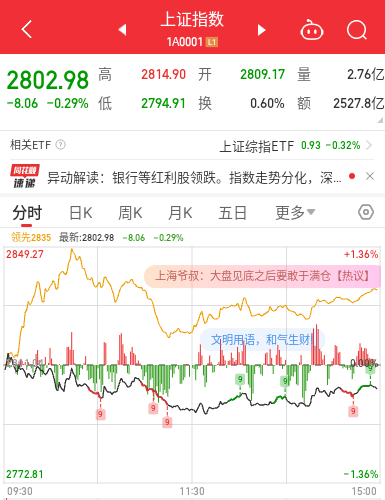 上证指数
1A0001 L1
2802.98
-8.06 -0.29%
高 2814.90 开 2809.17 量 2.76亿
低 2794.91 换 0.60% 额 2527.8亿
相关ETF ? 上证综指ETF 0.93 -0.32%
同花顺
速递
异动解读：银行等红利股领跌。指数走势分化，深...
分时 日K 周K 月K 五日 更多
领先2835 最新:2802.98 -8.06 -0.29%
2849.27 +1.36%
上海爷叔：大盘见底之后要敢于满仓【热议】
文明用语，和气生财
0.00%
9
9
9
9
9
9
9
2772.81 -1.36%
09:30 11:30 15:00